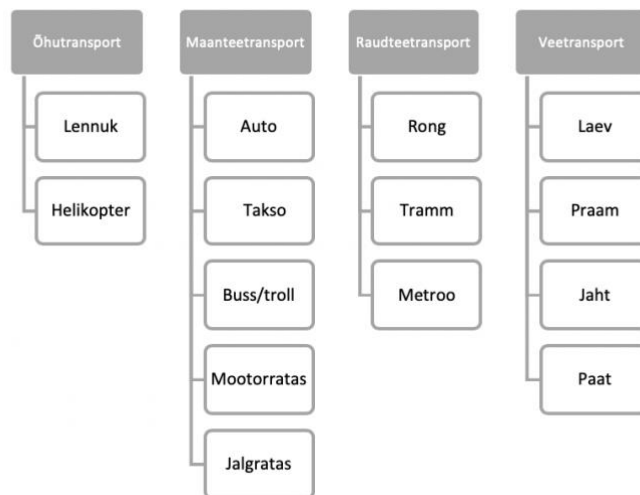 Õhutransport
Lennuk
Helikopter
Maanteetransport
Auto
Takso
Buss/troll
Mootorratas
Jalgratas
Raudteetransport
Rong
Tramm
Metroo
Veetransport
Laev
Praam
Jaht
Paat